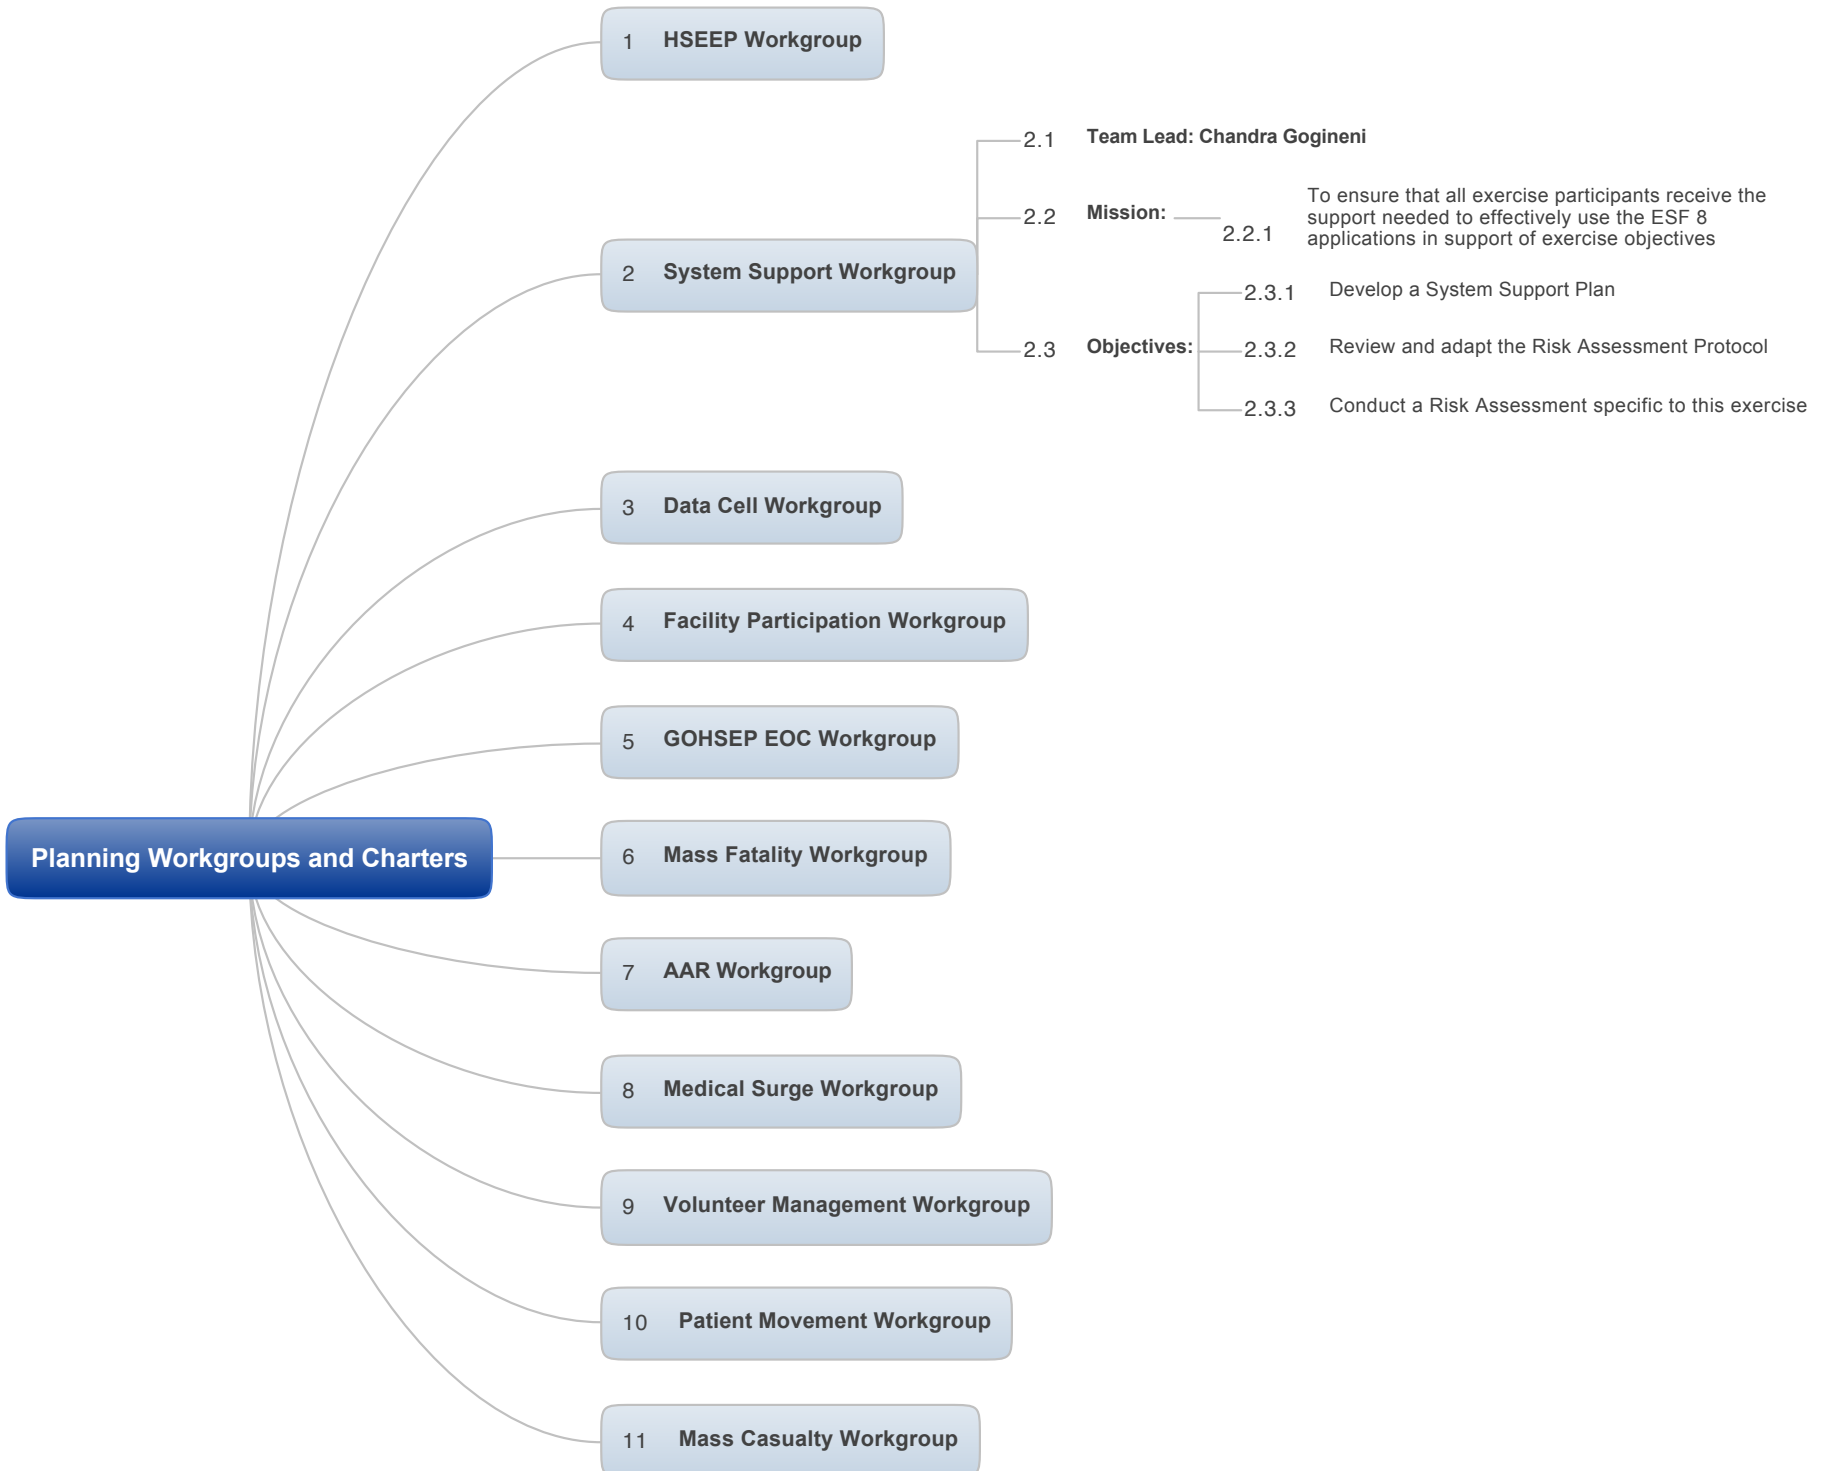 1 HSEEP Workgroup
2.1 Team Lead: Chandra Gogineni
2.2 Mission:
2.2.1 To ensure that all exercise participants receive the
support needed to effectively use the ESF 8
applications in support of exercise objectives
2 System Support Workgroup
2.3.1 Develop a System Support Plan
2.3 Objectives:
2.3.2 Review and adapt the Risk Assessment Protocol
2.3.3 Conduct a Risk Assessment specific to this exercise
3 Data Cell Workgroup
4 Facility Participation Workgroup
5 GOHSEP EOC Workgroup
Planning Workgroups and Charters
6 Mass Fatality Workgroup
7 AAR Workgroup
8 Medical Surge Workgroup
9 Volunteer Management Workgroup
10 Patient Movement Workgroup
11 Mass Casualty Workgroup